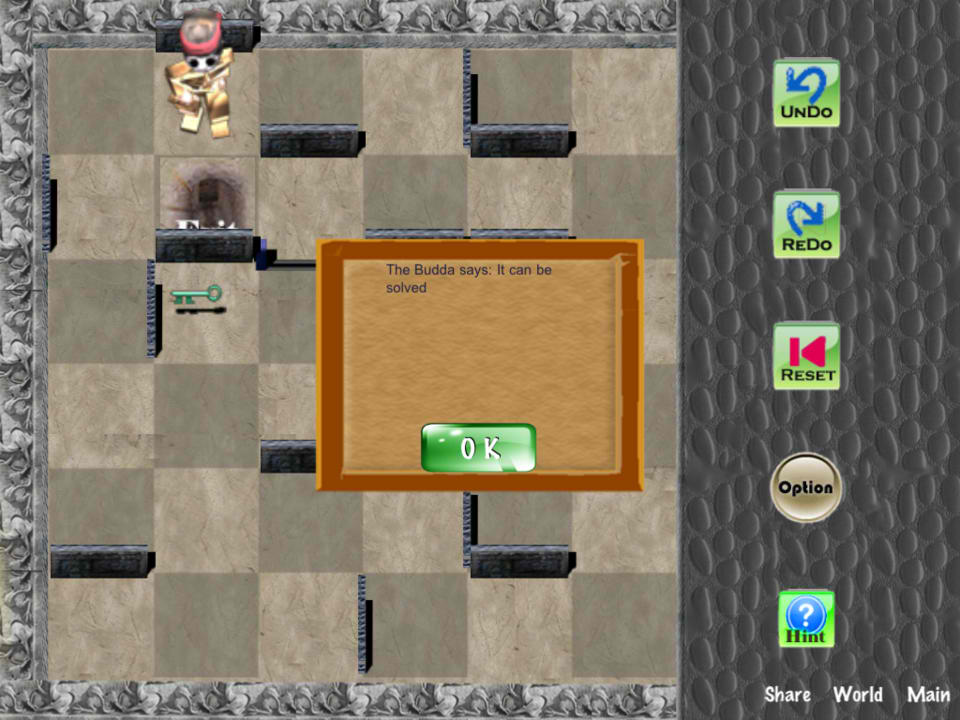 The Budda says: It can be
solved
OK
UNDO
REDO
RESET
Option
?
Hint
Share World Main